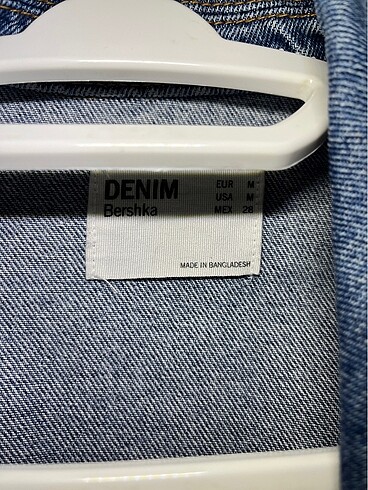 DENIM
Bershka
EUR M
USA M
MEX 28
MADE IN BANGLADESH